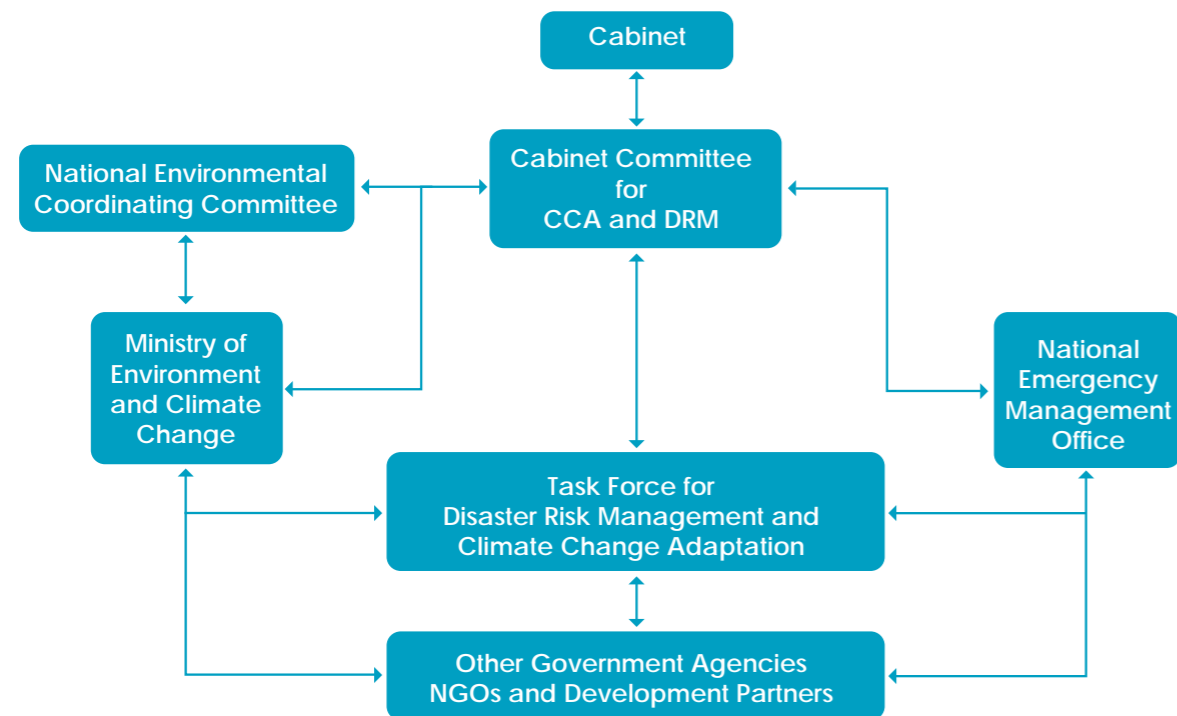 Cabinet
Cabinet Committee
for
CCA and DRM
National Environmental
Coordinating Committee
Ministry of
Environment
and Climate
Change
National
Emergency
Management
Office
Task Force for
Disaster Risk Management and
Climate Change Adaptation
Other Government Agencies
NGOs and Development Partners